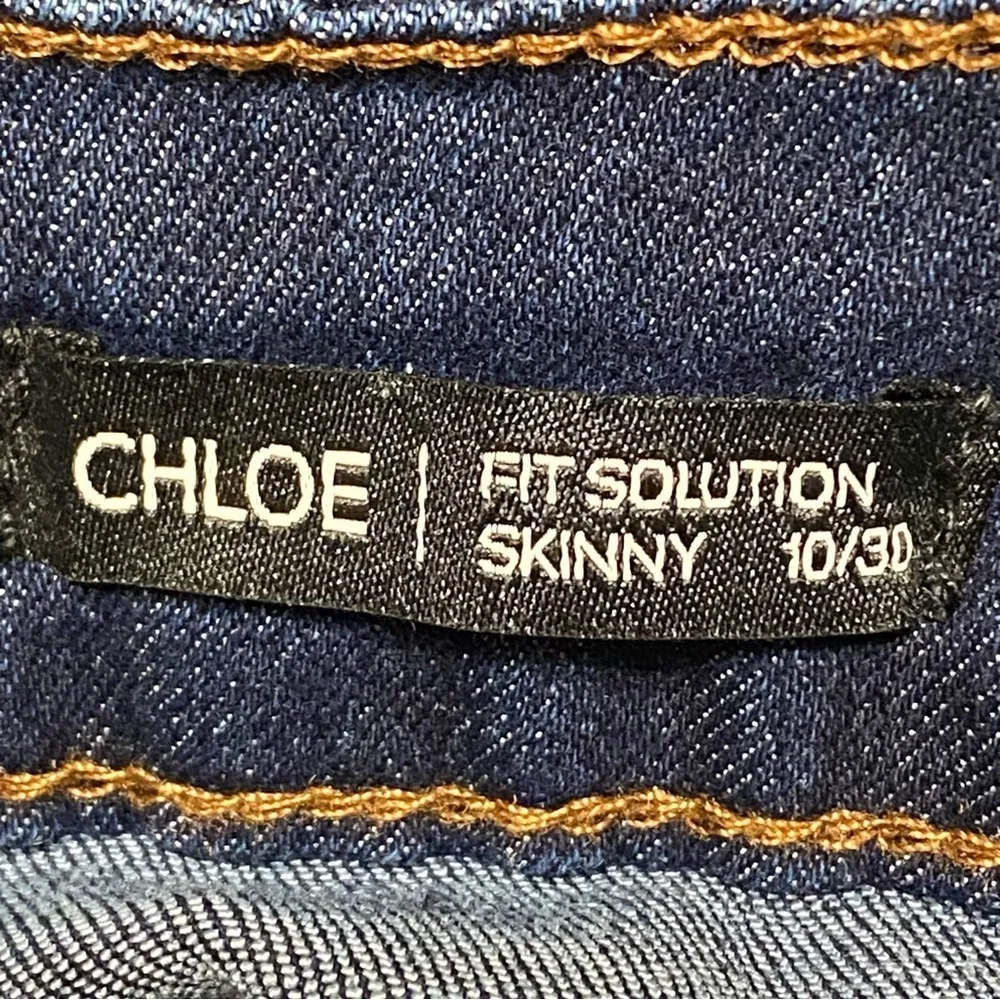 CHLOE | FIT SOLUTION
SKINNY 10/30